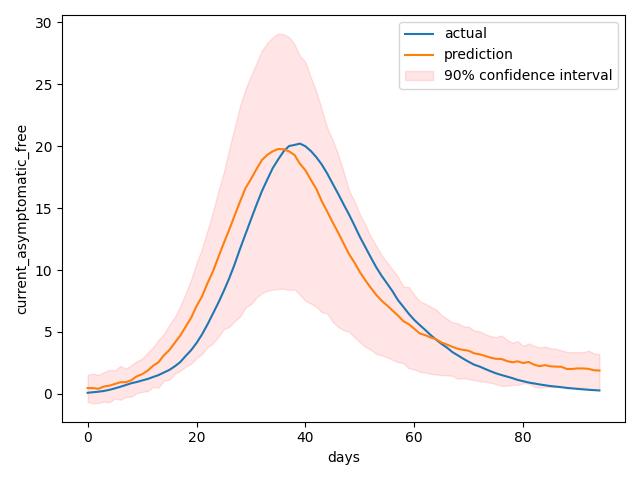 actual
prediction
90% confidence interval
30
25
20
15
10
5
0
current_asymptomatic_free
0 20 40 60 80
days